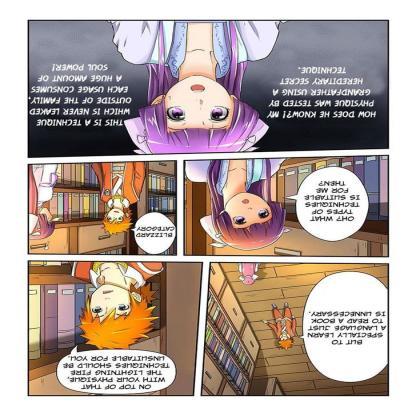 BUT TO
SPECIALLY LEARN
A LANGUAGE JUST
TO READ A BOOK
IS UNNECESSARY.
ON TOP OF THAT,
WITH YOUR PHYSIQUE,
THE LIGHTNING FIRE
TECHNIQUES SHOULD BE
UNSUITABLE FOR YOU,
OH? WHAT
TYPES OF
TECHNIQUES
IS SUITABLE
FOR ME
THEN?
BLIZZARD
CATEGORY
HOW DOES HE KNOW?! MY
PHYSIQUE WAS TESTED BY
GRANDFATHER USING A
HEREDITARY SECRET
TECHNIQUE.
THIS IS A TECHNIQUE
WHICH IS NEVER LEAKED
OUTSIDE OF THE FAMILY.
EACH USAGE CONSUMES
A HUGE AMOUNT OF
SOUL POWER!